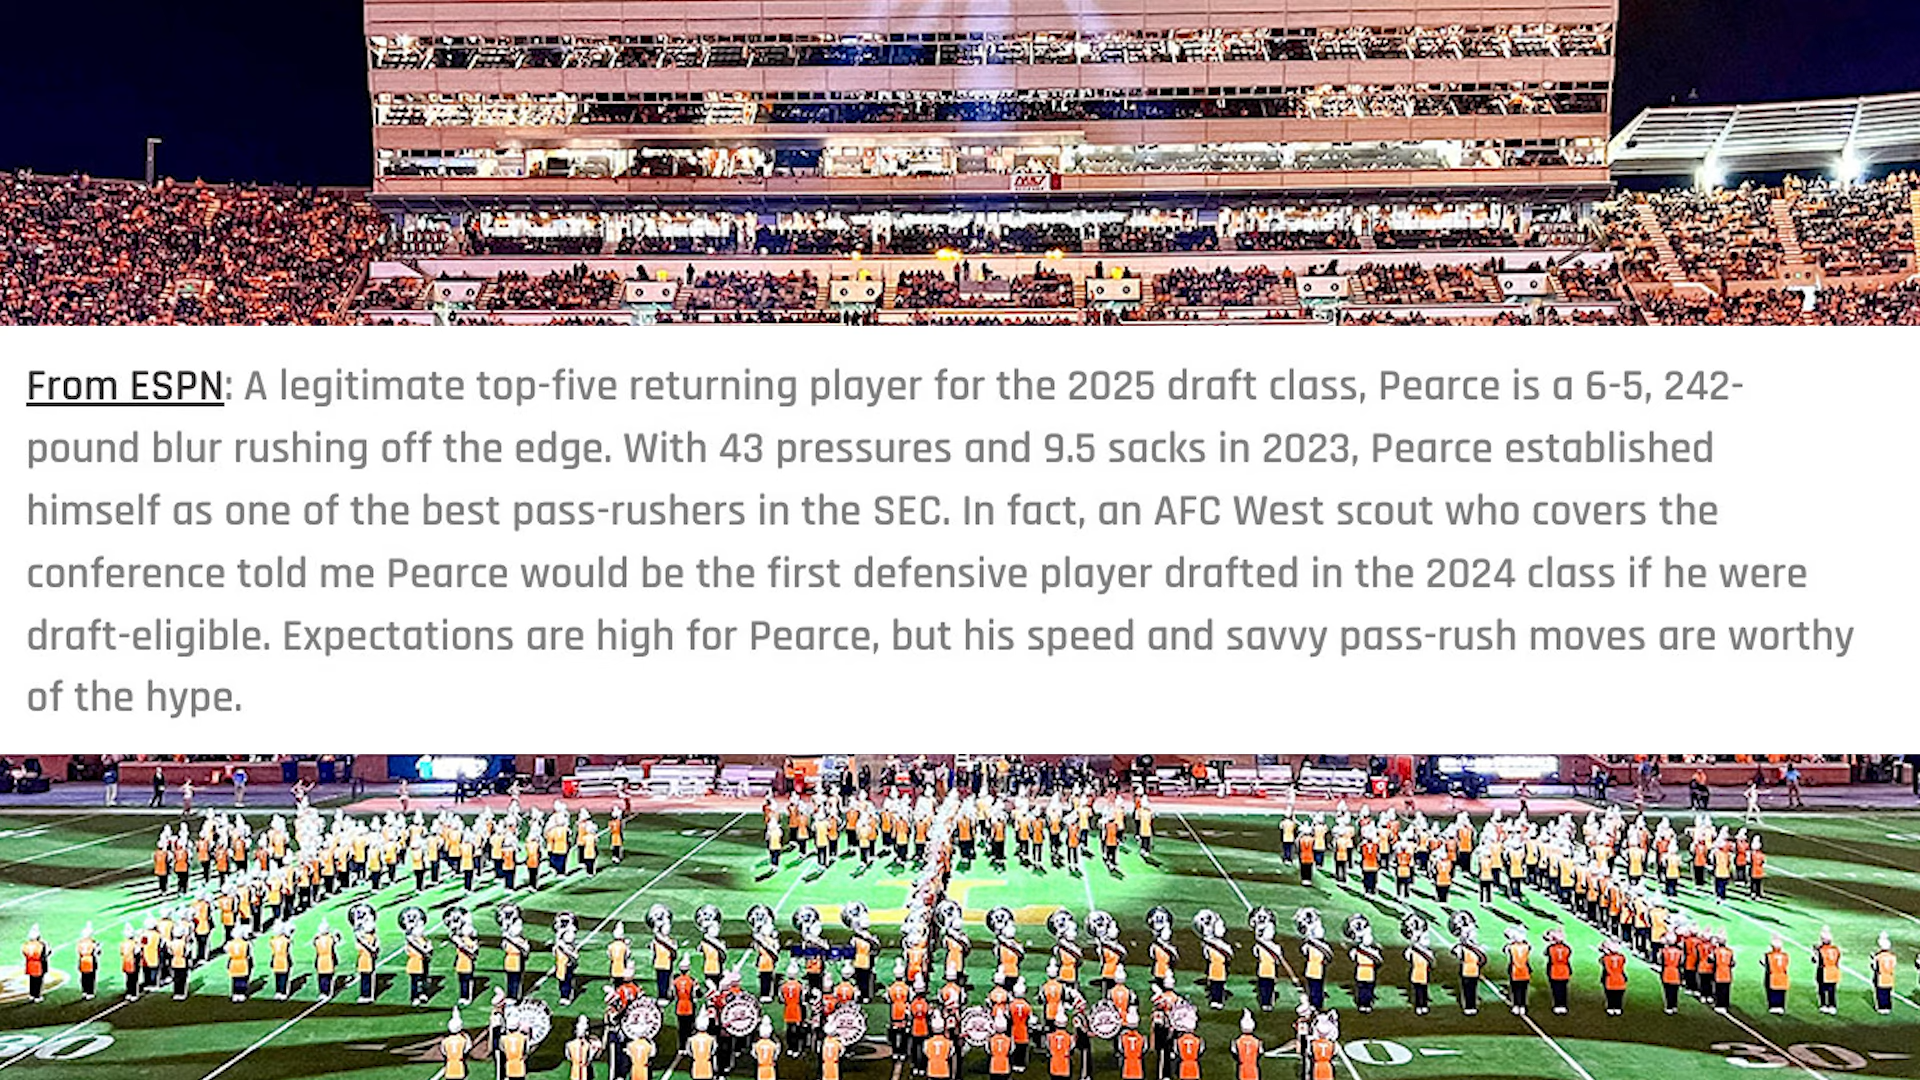 From ESPN: A legitimate top-five returning player for the 2025 draft class, Pearce is a 6-5, 242-
pound blur rushing off the edge. With 43 pressures and 9.5 sacks in 2023, Pearce established
himself as one of the best pass-rushers in the SEC. In fact, an AFC West scout who covers the
conference told me Pearce would be the first defensive player drafted in the 2024 class if he were
draft-eligible. Expectations are high for Pearce, but his speed and savvy pass-rush moves are worthy
of the hype.